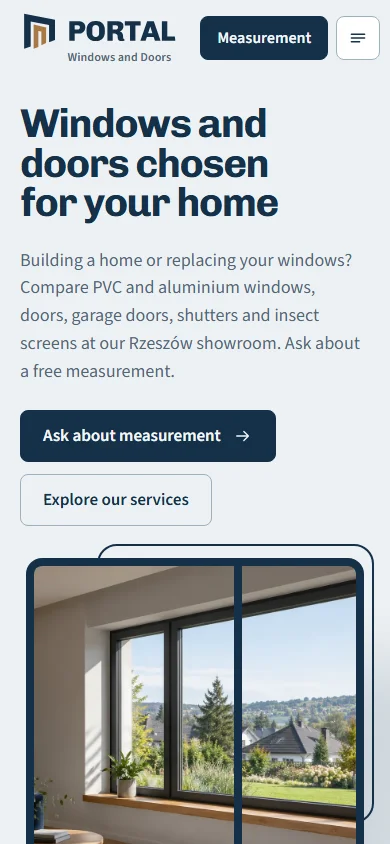 PORTAL
Windows and Doors
Measurement
Windows and
doors chosen
for your home
Building a home or replacing your windows?
Compare PVC and aluminium windows,
doors, garage doors, shutters and insect
screens at our Rzeszów showroom. Ask about
a free measurement.
Ask about measurement →
Explore our services